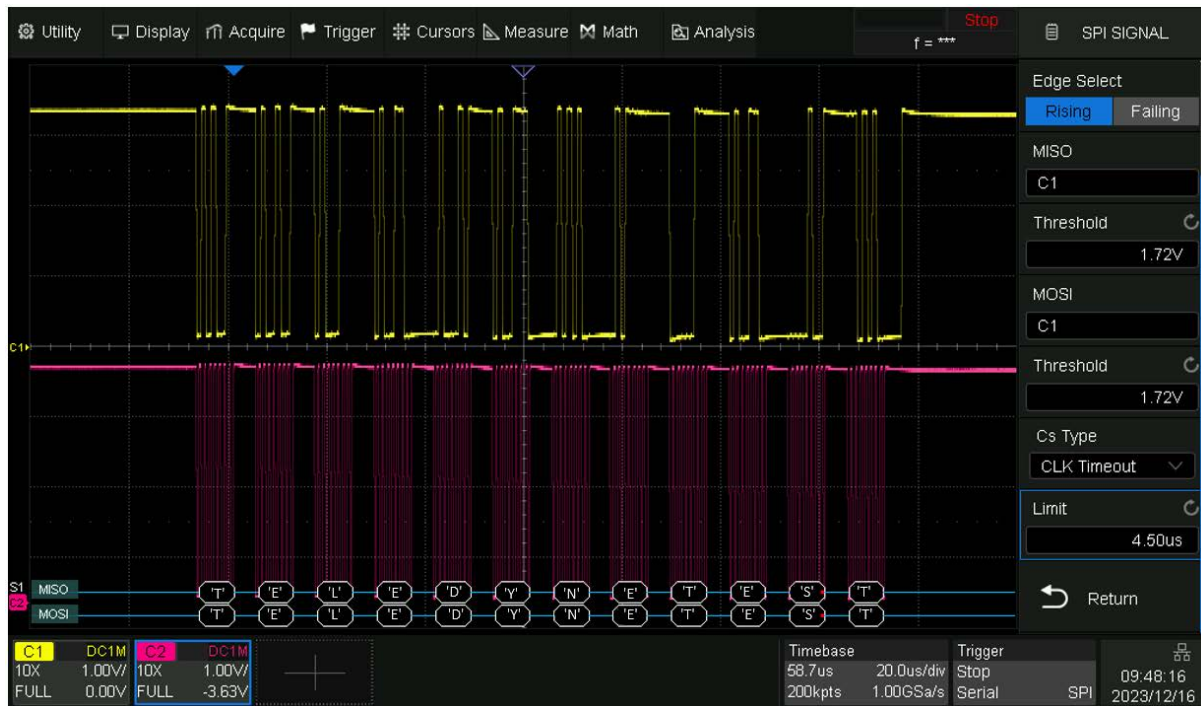 Utility Display Acquire Trigger Cursors Measure Math Analysis
Stop
f = ***
SPI SIGNAL
Edge Select
Rising Failing
MISO
C1
Threshold
1.72V
MOSI
C1
Threshold
1.72V
Cs Type
CLK Timeout
Limit
4.50us
Return
C1
S1 MISO 'T' 'E' 'L' 'E' 'D' 'Y' 'N' 'E' 'T' 'E' 'S' 'T'
C2 MOSI 'T' 'E' 'L' 'E' 'D' 'Y' 'N' 'E' 'T' 'E' 'S' 'T'
C1 DC1M
10X 1.00V/
FULL 0.00V
C2 DC1M
10X 1.00V/
FULL -3.63V
Timebase
58.7us 20.0us/div
200kpts 1.00GSa/s
Trigger
Stop
Serial SPI
09:48:16
2023/12/16